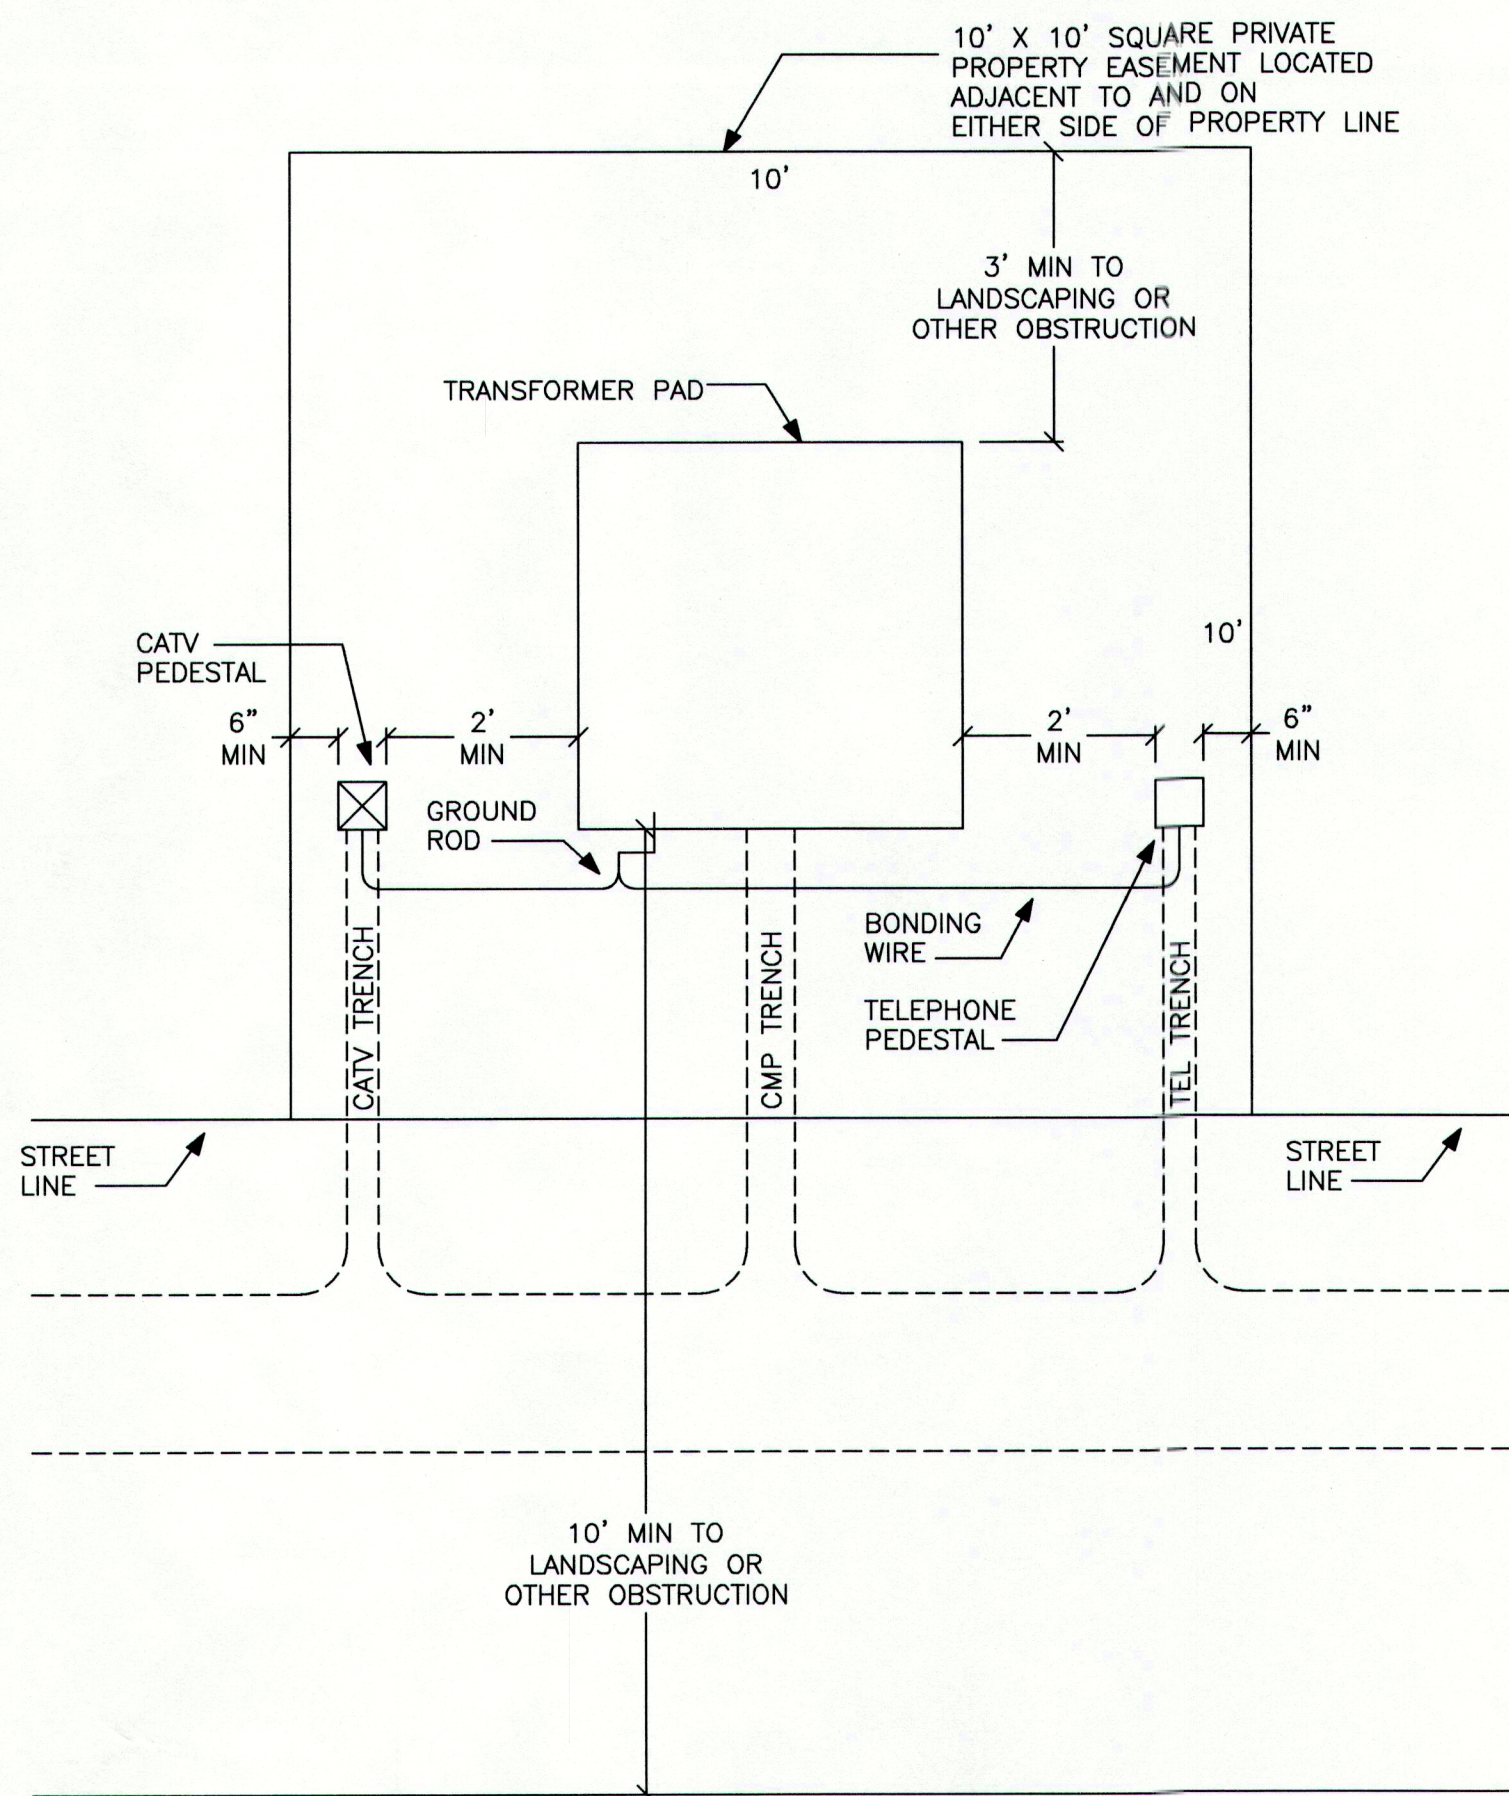 10' X 10' SQUARE PRIVATE
PROPERTY EASEMENT LOCATED
ADJACENT TO AND ON
EITHER SIDE OF PROPERTY LINE
10'
3' MIN TO
LANDSCAPING OR
OTHER OBSTRUCTION
TRANSFORMER PAD
10'
CATV
PEDESTAL
6"
MIN
2'
MIN
2'
MIN
6"
MIN
GROUND
ROD
BONDING
WIRE
TELEPHONE
PEDESTAL
CATV TRENCH
CMP TRENCH
TEL TRENCH
STREET
LINE
STREET
LINE
10' MIN TO
LANDSCAPING OR
OTHER OBSTRUCTION